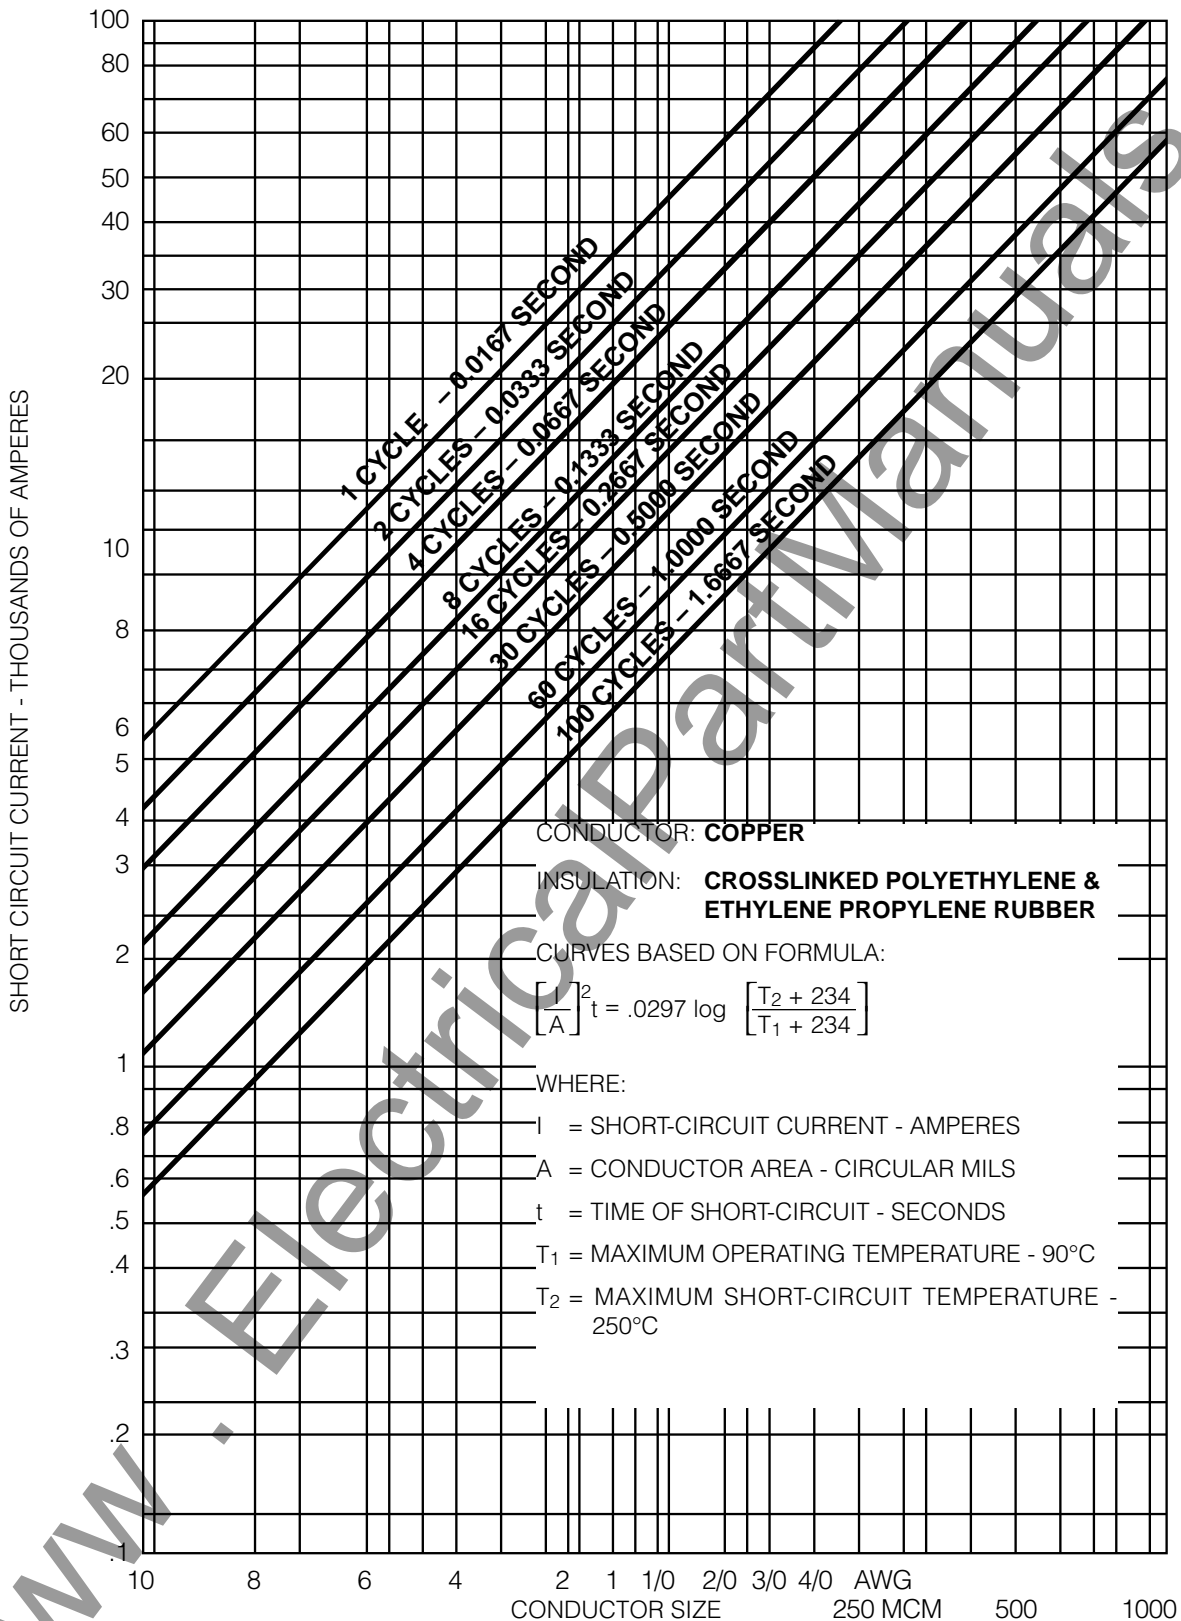 SHORT CIRCUIT CURRENT - THOUSANDS OF AMPERES
100
80
60
50
40
30
20
10
8
6
5
4
3
2
1
.8
.6
.5
.4
.3
.2
.1
1 CYCLE – 0.0167 SECOND
2 CYCLES – 0.0333 SECOND
4 CYCLES – 0.0667 SECOND
8 CYCLES – 0.1333 SECOND
16 CYCLES – 0.2667 SECOND
30 CYCLES – 0.5000 SECOND
60 CYCLES – 1.0000 SECOND
100 CYCLES – 1.6667 SECOND
CONDUCTOR: COPPER
INSULATION: CROSSLINKED POLYETHYLENE &
ETHYLENE PROPYLENE RUBBER
CURVES BASED ON FORMULA:
[I/A]² t = .0297 log [T2 + 234 / T1 + 234]
WHERE:
I = SHORT-CIRCUIT CURRENT - AMPERES
A = CONDUCTOR AREA - CIRCULAR MILS
t = TIME OF SHORT-CIRCUIT - SECONDS
T1 = MAXIMUM OPERATING TEMPERATURE - 90°C
T2 = MAXIMUM SHORT-CIRCUIT TEMPERATURE -
250°C
10 8 6 4 2 1 1/0 2/0 3/0 4/0 AWG
CONDUCTOR SIZE 250 MCM 500 1000
ww . ElectricalPartManuals